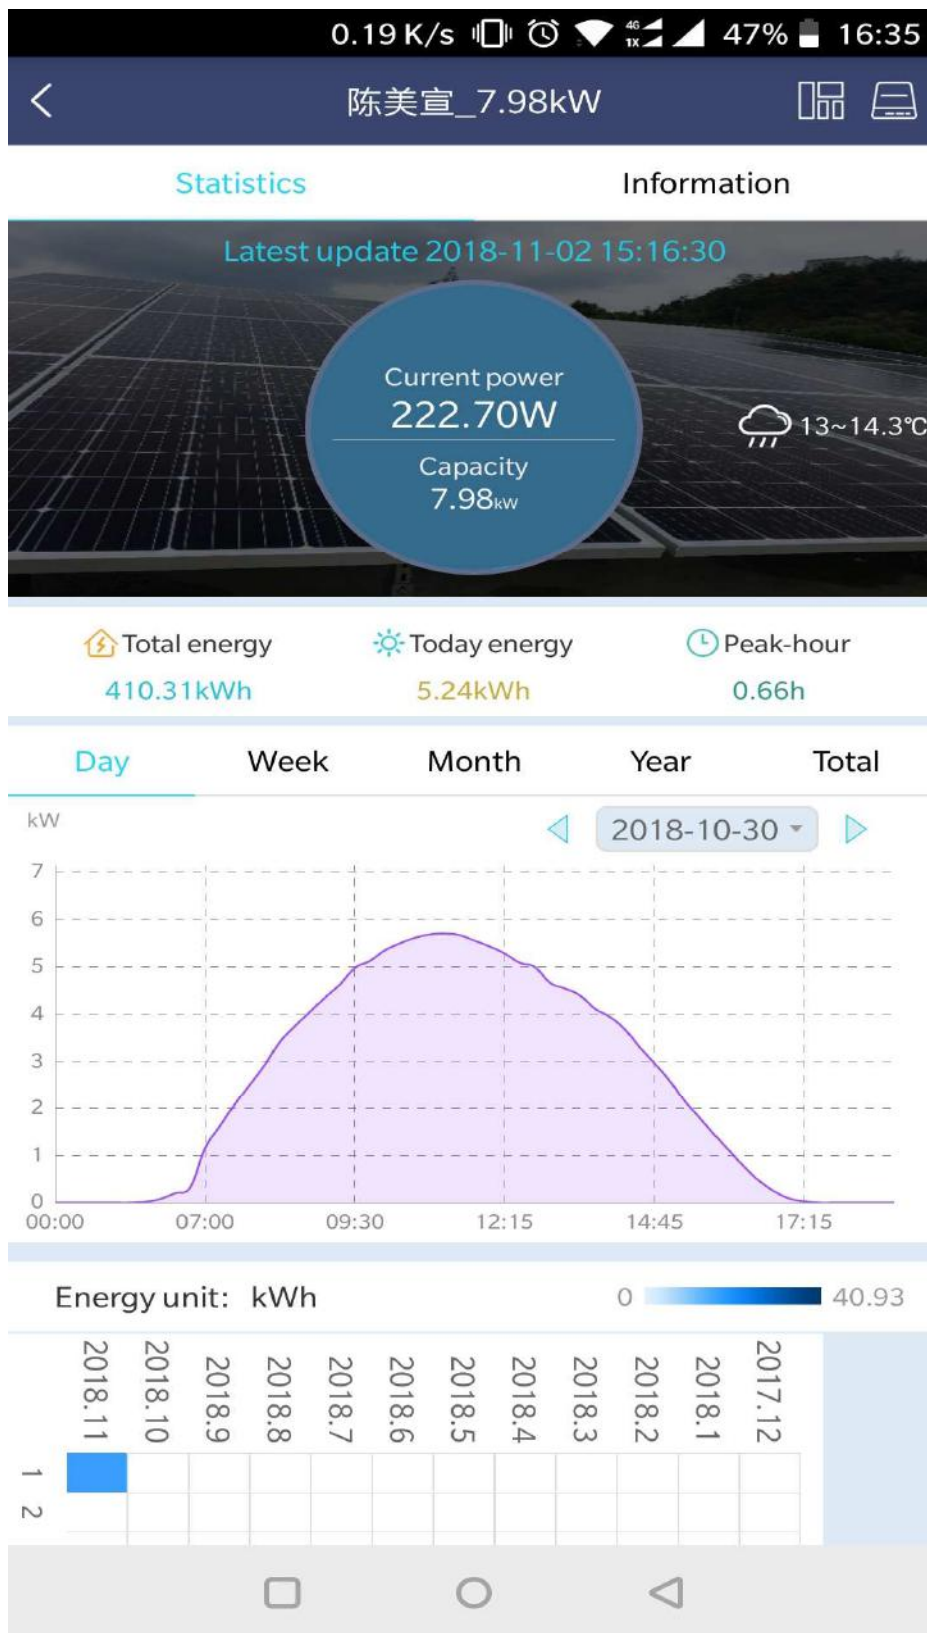 0.19 K/s 4G 1X 47% 16:35
陈美宣_7.98kW
Statistics Information
Latest update 2018-11-02 15:16:30
Current power
222.70W
13~14.3℃
Capacity
7.98kW
Total energy Today energy Peak-hour
410.31kWh 5.24kWh 0.66h
Day Week Month Year Total
kW 2018-10-30
7
6
5
4
3
2
1
0
00:00 07:00 09:30 12:15 14:45 17:15
Energy unit: kWh 0 40.93
2018.11 2018.10 2018.9 2018.8 2018.7 2018.6 2018.5 2018.4 2018.3 2018.2 2018.1 2017.12
1
2